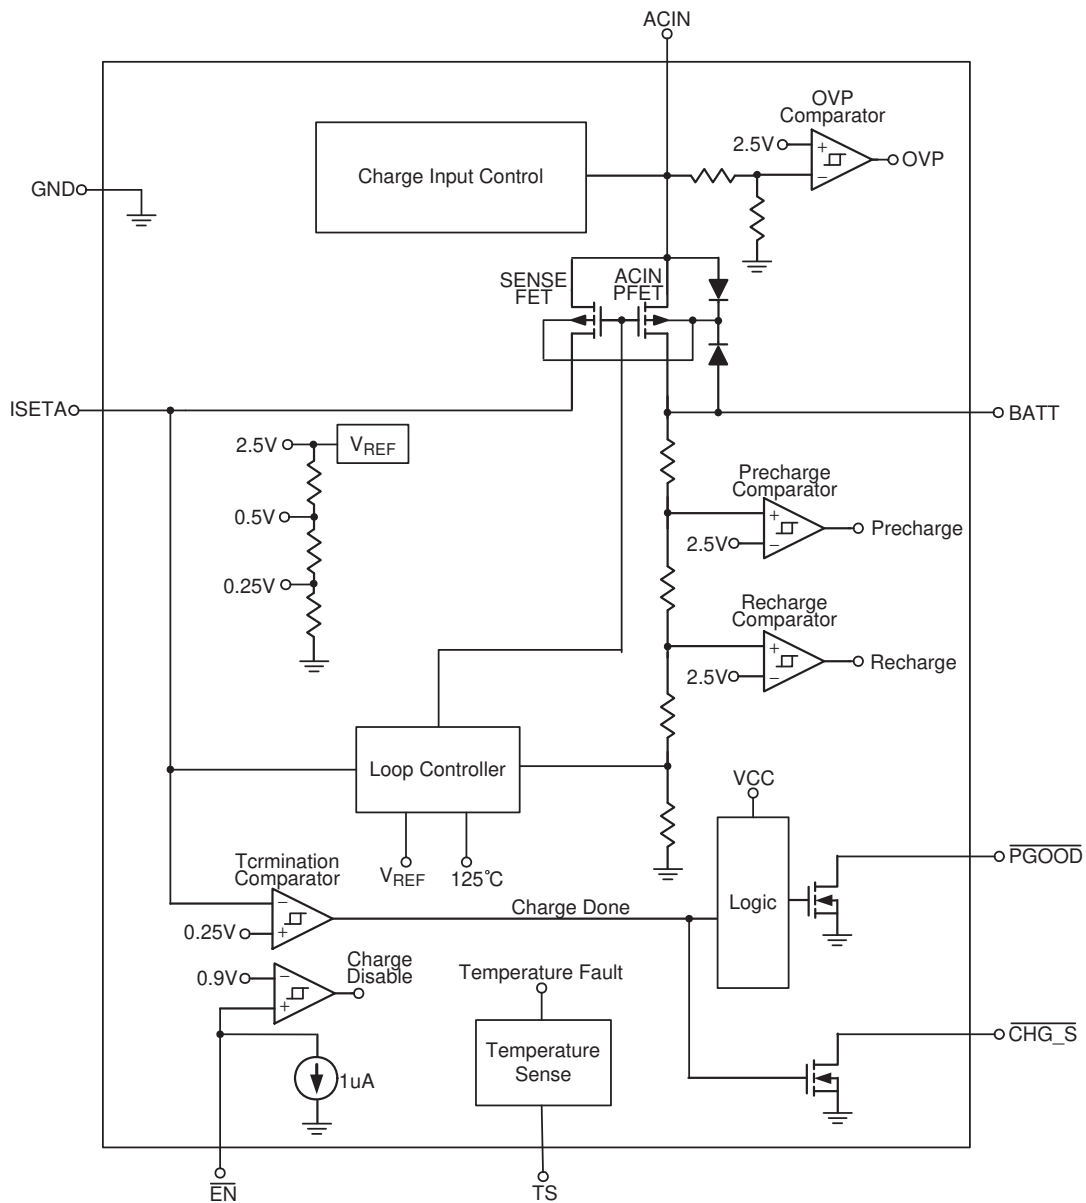 ACIN
OVP
Comparator
2.5V
+
−
OVP
Charge Input Control
GND
SENSE
FET
ACIN
PFET
ISETA
BATT
2.5V
VREF
0.5V
0.25V
Precharge
Comparator
+
2.5V
−
Precharge
Recharge
Comparator
+
2.5V
−
Recharge
Loop Controller
VREF
125°C
VCC
Logic
PGOOD
Tcrmination
Comparator
−
0.25V
+
Charge Done
0.9V
−
+
Charge
Disable
1uA
Temperature Fault
Temperature
Sense
CHG_S
EN
TS